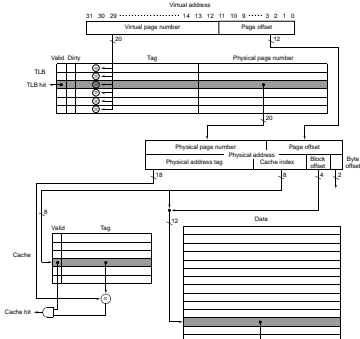 Virtual address
31 30 29 14 13 12 11 10 9 3 2 1 0
Virtual page number Page offset
20 12
Valid Dirty Tag Physical page number
TLB
TLB hit
=
=
=
=
=
=
20
Physical page number Page offset
Physical address
Physical address tag Cache index Block offset Byte offset
18 8 4 2
8 12 Data
Valid Tag
Cache
=
Cache hit